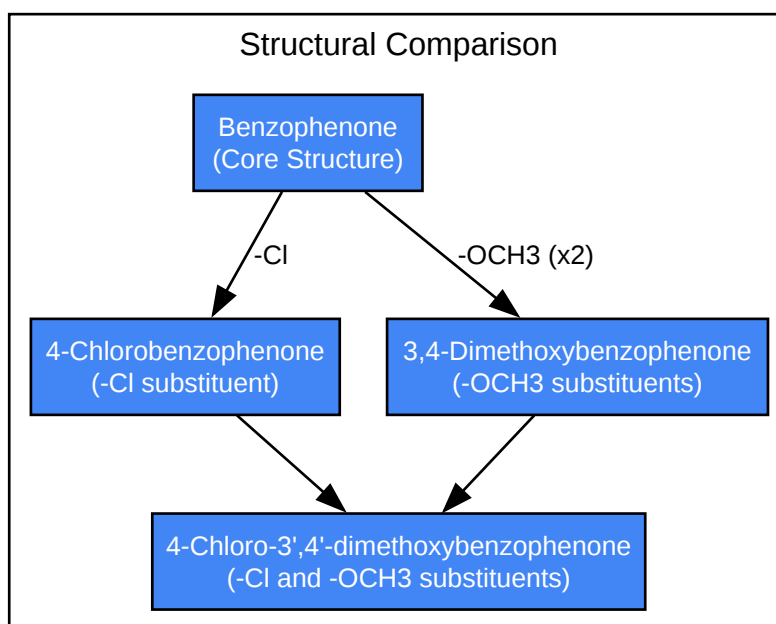 Structural Comparison
Benzophenone
(Core Structure)
-Cl
-OCH3 (x2)
4-Chlorobenzophenone
(-Cl substituent)
3,4-Dimethoxybenzophenone
(-OCH3 substituents)
4-Chloro-3',4'-dimethoxybenzophenone
(-Cl and -OCH3 substituents)